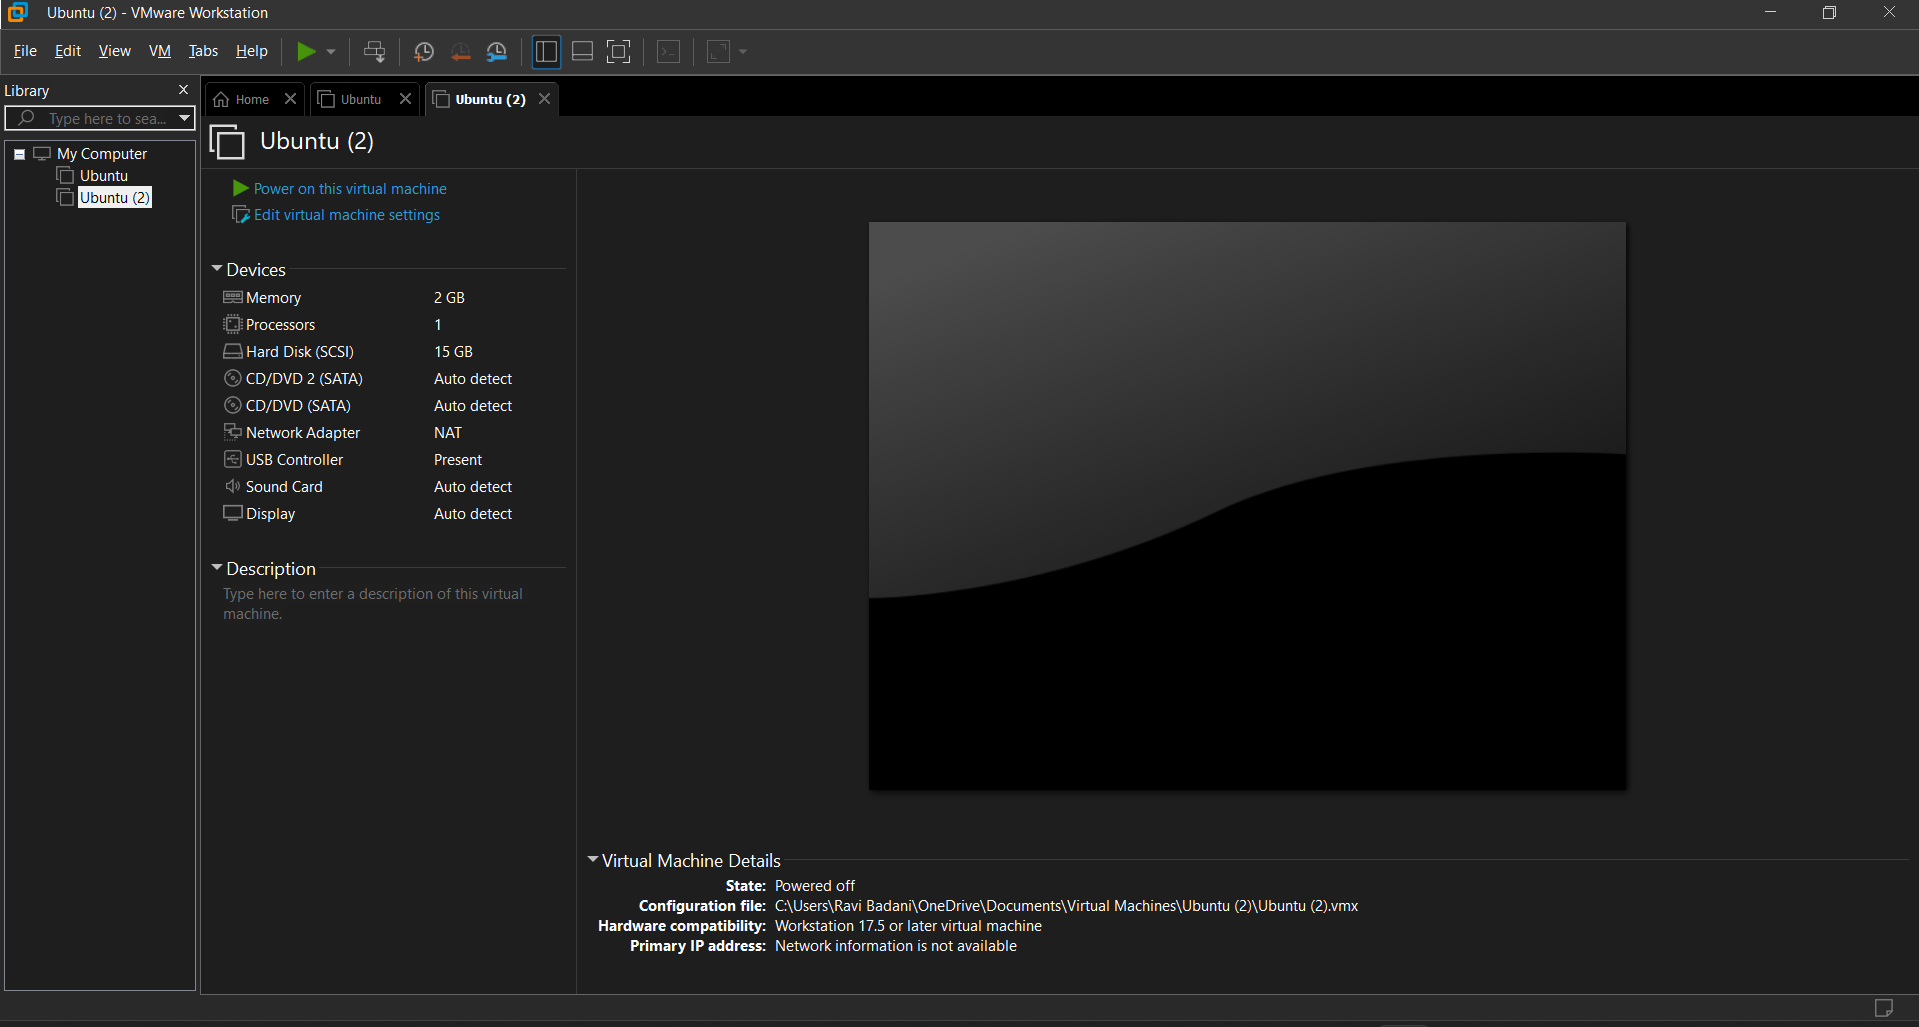 Ubuntu (2) - VMware Workstation
File Edit View VM Tabs Help
Library
Type here to sea...
My Computer
Ubuntu
Ubuntu (2)
Home Ubuntu Ubuntu (2)
Ubuntu (2)
Power on this virtual machine
Edit virtual machine settings
Devices
Memory 2 GB
Processors 1
Hard Disk (SCSI) 15 GB
CD/DVD 2 (SATA) Auto detect
CD/DVD (SATA) Auto detect
Network Adapter NAT
USB Controller Present
Sound Card Auto detect
Display Auto detect
Description
Type here to enter a description of this virtual
machine.
Virtual Machine Details
State: Powered off
Configuration file: C:\Users\Ravi Badani\OneDrive\Documents\Virtual Machines\Ubuntu (2)\Ubuntu (2).vmx
Hardware compatibility: Workstation 17.5 or later virtual machine
Primary IP address: Network information is not available